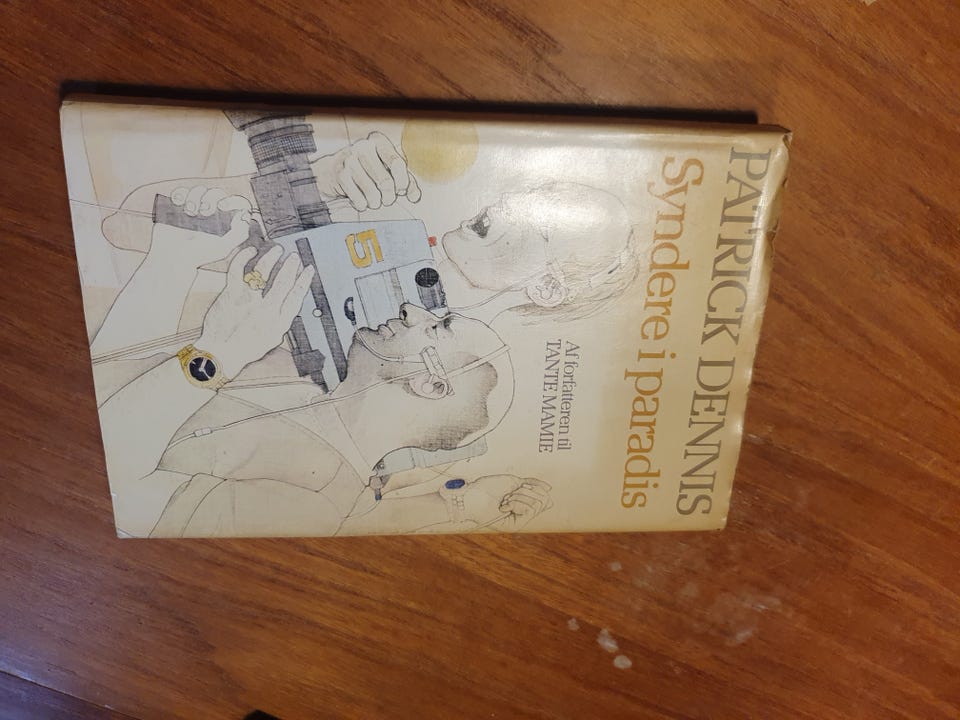 PATRICK DENNIS
Syndere i paradis
Af forfatteren til
TANTE MAMIE
5